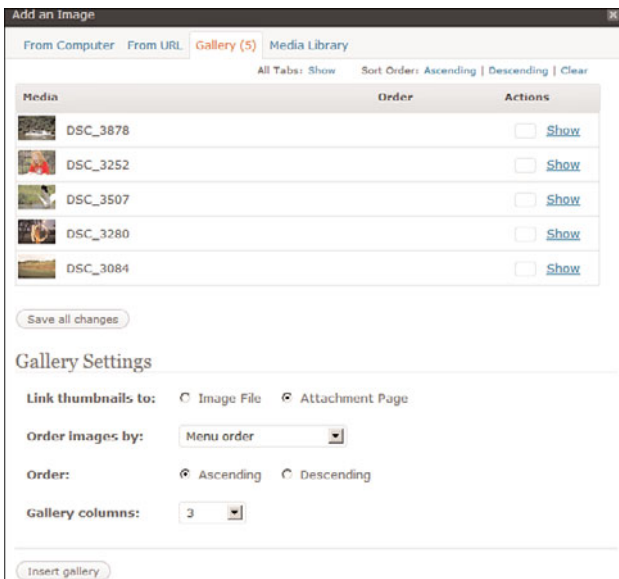 Add an Image
From Computer From URL Gallery (5) Media Library
All Tabs: Show Sort Order: Ascending | Descending | Clear
Media Order Actions
DSC_3878 Show
DSC_3252 Show
DSC_3507 Show
DSC_3280 Show
DSC_3084 Show
Save all changes
Gallery Settings
Link thumbnails to: Image File Attachment Page
Order images by: Menu order
Order: Ascending Descending
Gallery columns: 3
Insert gallery